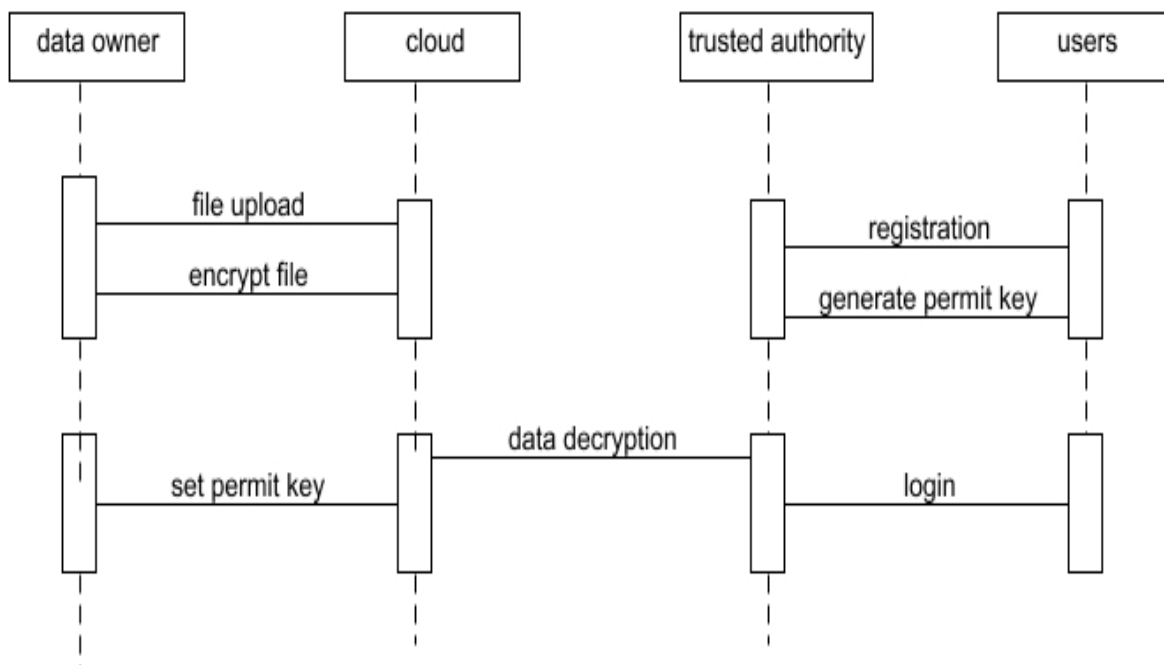 data owner
cloud
trusted authority
users
file upload
registration
encrypt file
generate permit key
data decryption
set permit key
login